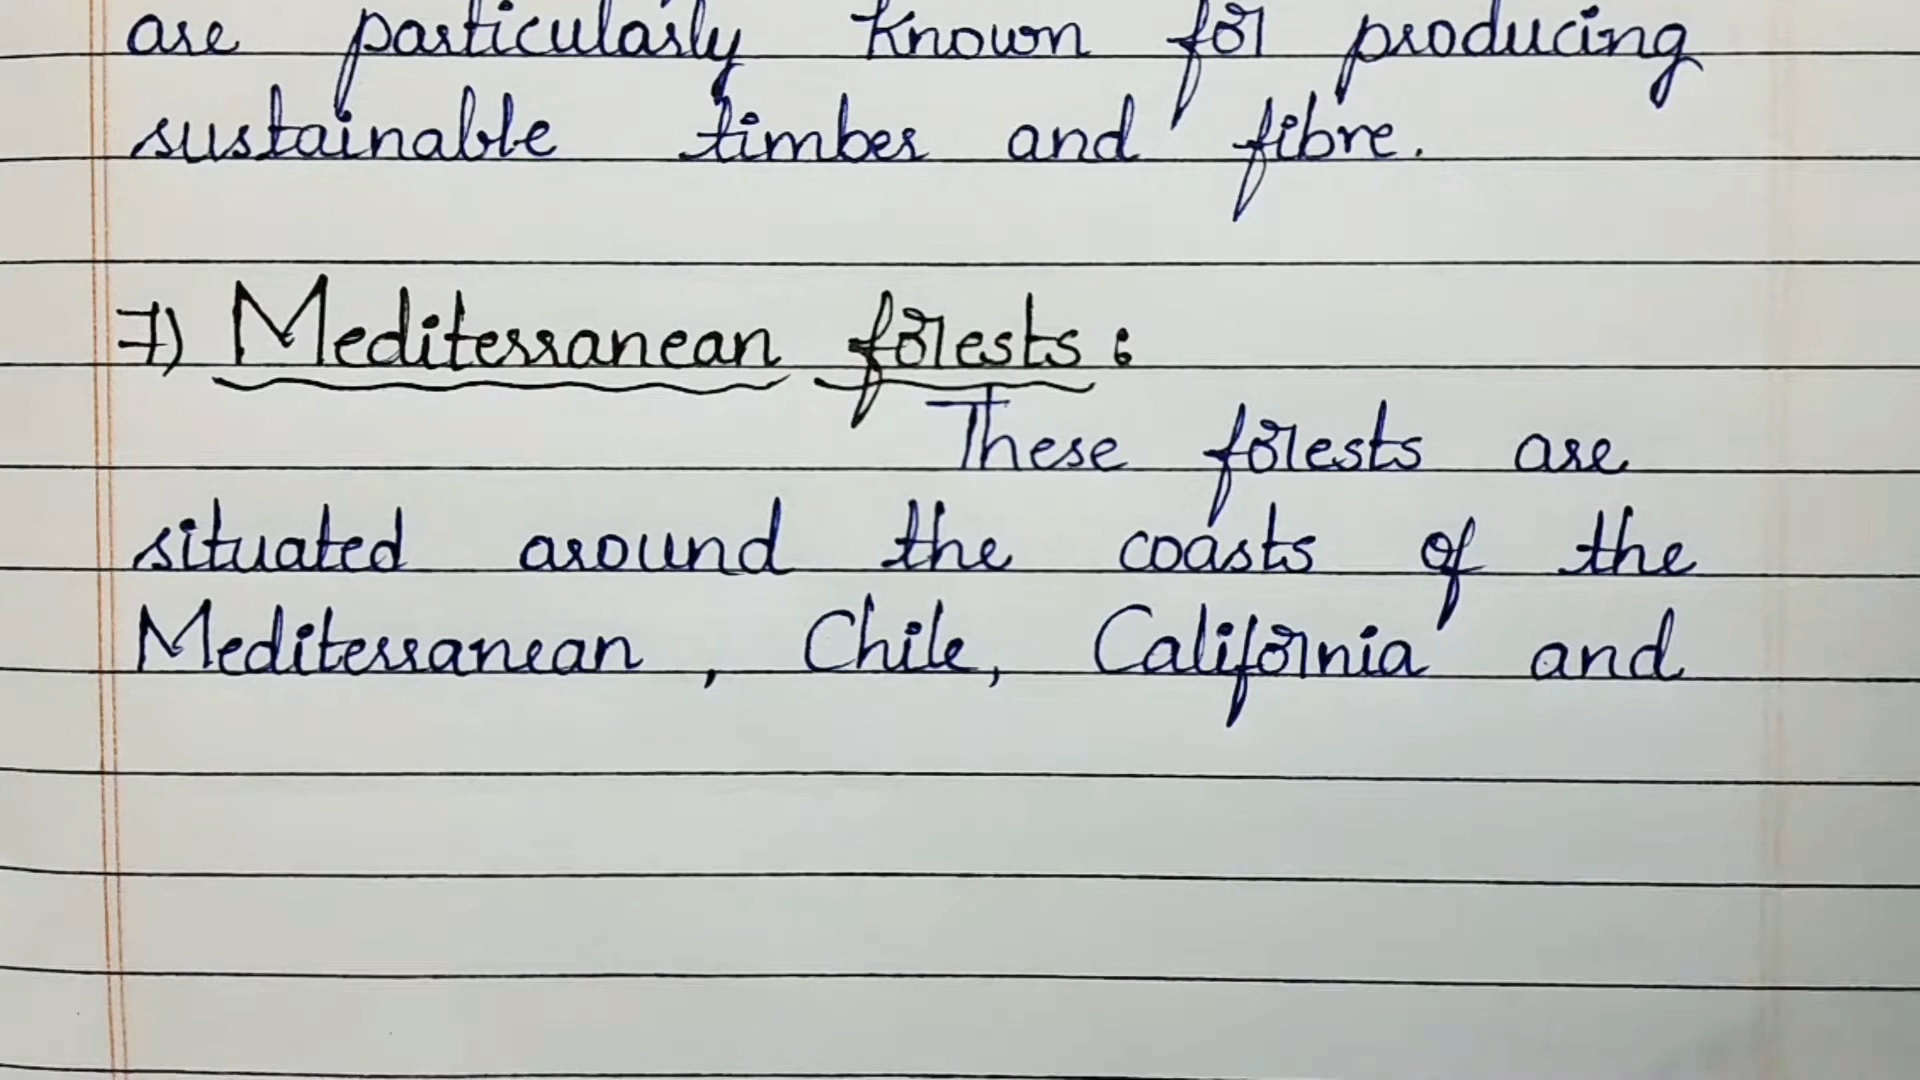 are particularly known for producing
sustainable timber and fibre.
7) Mediterranean forests :
These forests are
situated around the coasts of the
Mediterranean , Chile, California and